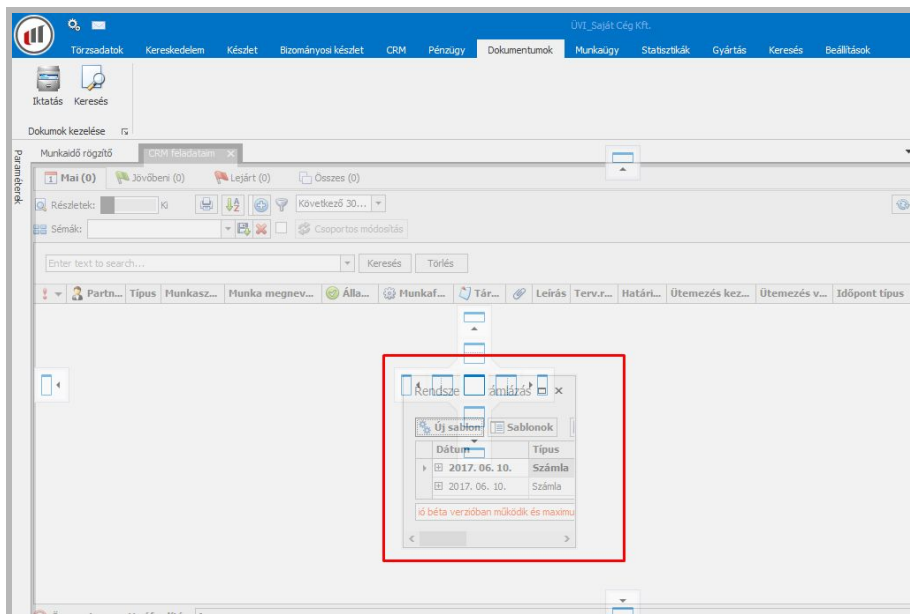 ÜVI_Saját Cég Kft.
Törzsadatok Kereskedelem Készlet Bizományosi készlet CRM Pénzügy Dokumentumok Munkaügy Statisztikák Gyártás Keresés Beállítások
Iktatás Keresés
Dokumok kezelése
Paraméterek
Munkaidő rögzítő CRM feladataim
1 Mai (0) Jövőbeni (0) Lejárt (0) Összes (0)
Részletek: Ki Következő 30...
Sémák: Csoportos módosítás
Enter text to search... Keresés Törlés
Partn... Típus Munkasz... Munka megnev... Álla... Munkaf... Tár... Leírás Terv.r... Határi... Ütemezés kez... Ütemezés v... Időpont típus
Új sablon Sablonok
Dátum Típus
2017. 06. 10. Számla
2017. 06. 10. Számla
ió béta verzióban működik és maximu